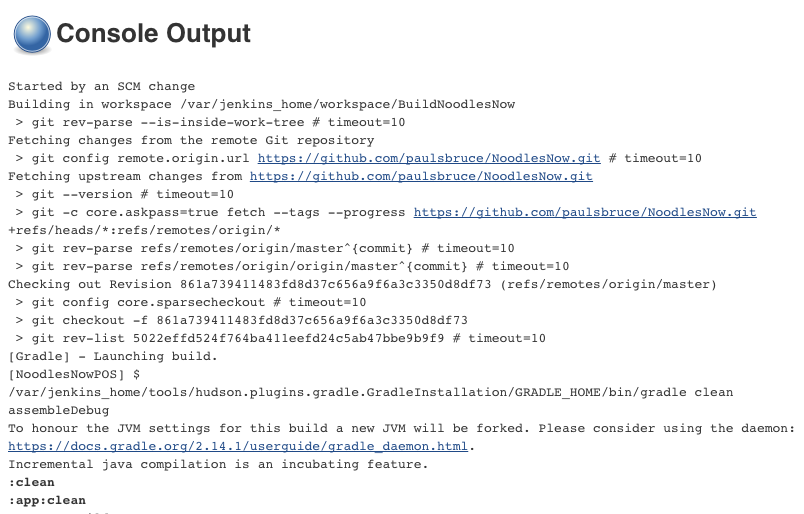 Console Output
Started by an SCM change
Building in workspace /var/jenkins_home/workspace/BuildNoodlesNow
> git rev-parse --is-inside-work-tree # timeout=10
Fetching changes from the remote Git repository
> git config remote.origin.url https://github.com/paulsbruce/NoodlesNow.git # timeout=10
Fetching upstream changes from https://github.com/paulsbruce/NoodlesNow.git
> git --version # timeout=10
> git -c core.askpass=true fetch --tags --progress https://github.com/paulsbruce/NoodlesNow.git
+refs/heads/*:refs/remotes/origin/*
> git rev-parse refs/remotes/origin/master^{commit} # timeout=10
> git rev-parse refs/remotes/origin/origin/master^{commit} # timeout=10
Checking out Revision 861a739411483fd8d37c656a9f6a3c3350d8df73 (refs/remotes/origin/master)
> git config core.sparsecheckout # timeout=10
> git checkout -f 861a739411483fd8d37c656a9f6a3c3350d8df73
> git rev-list 5022effd524f764ba411eefd24c5ab47bbe9b9f9 # timeout=10
[Gradle] - Launching build.
[NoodlesNowPOS] $
/var/jenkins_home/tools/hudson.plugins.gradle.GradleInstallation/GRADLE_HOME/bin/gradle clean
assembleDebug
To honour the JVM settings for this build a new JVM will be forked. Please consider using the daemon:
https://docs.gradle.org/2.14.1/userguide/gradle_daemon.html.
Incremental java compilation is an incubating feature.
:clean
:app:clean